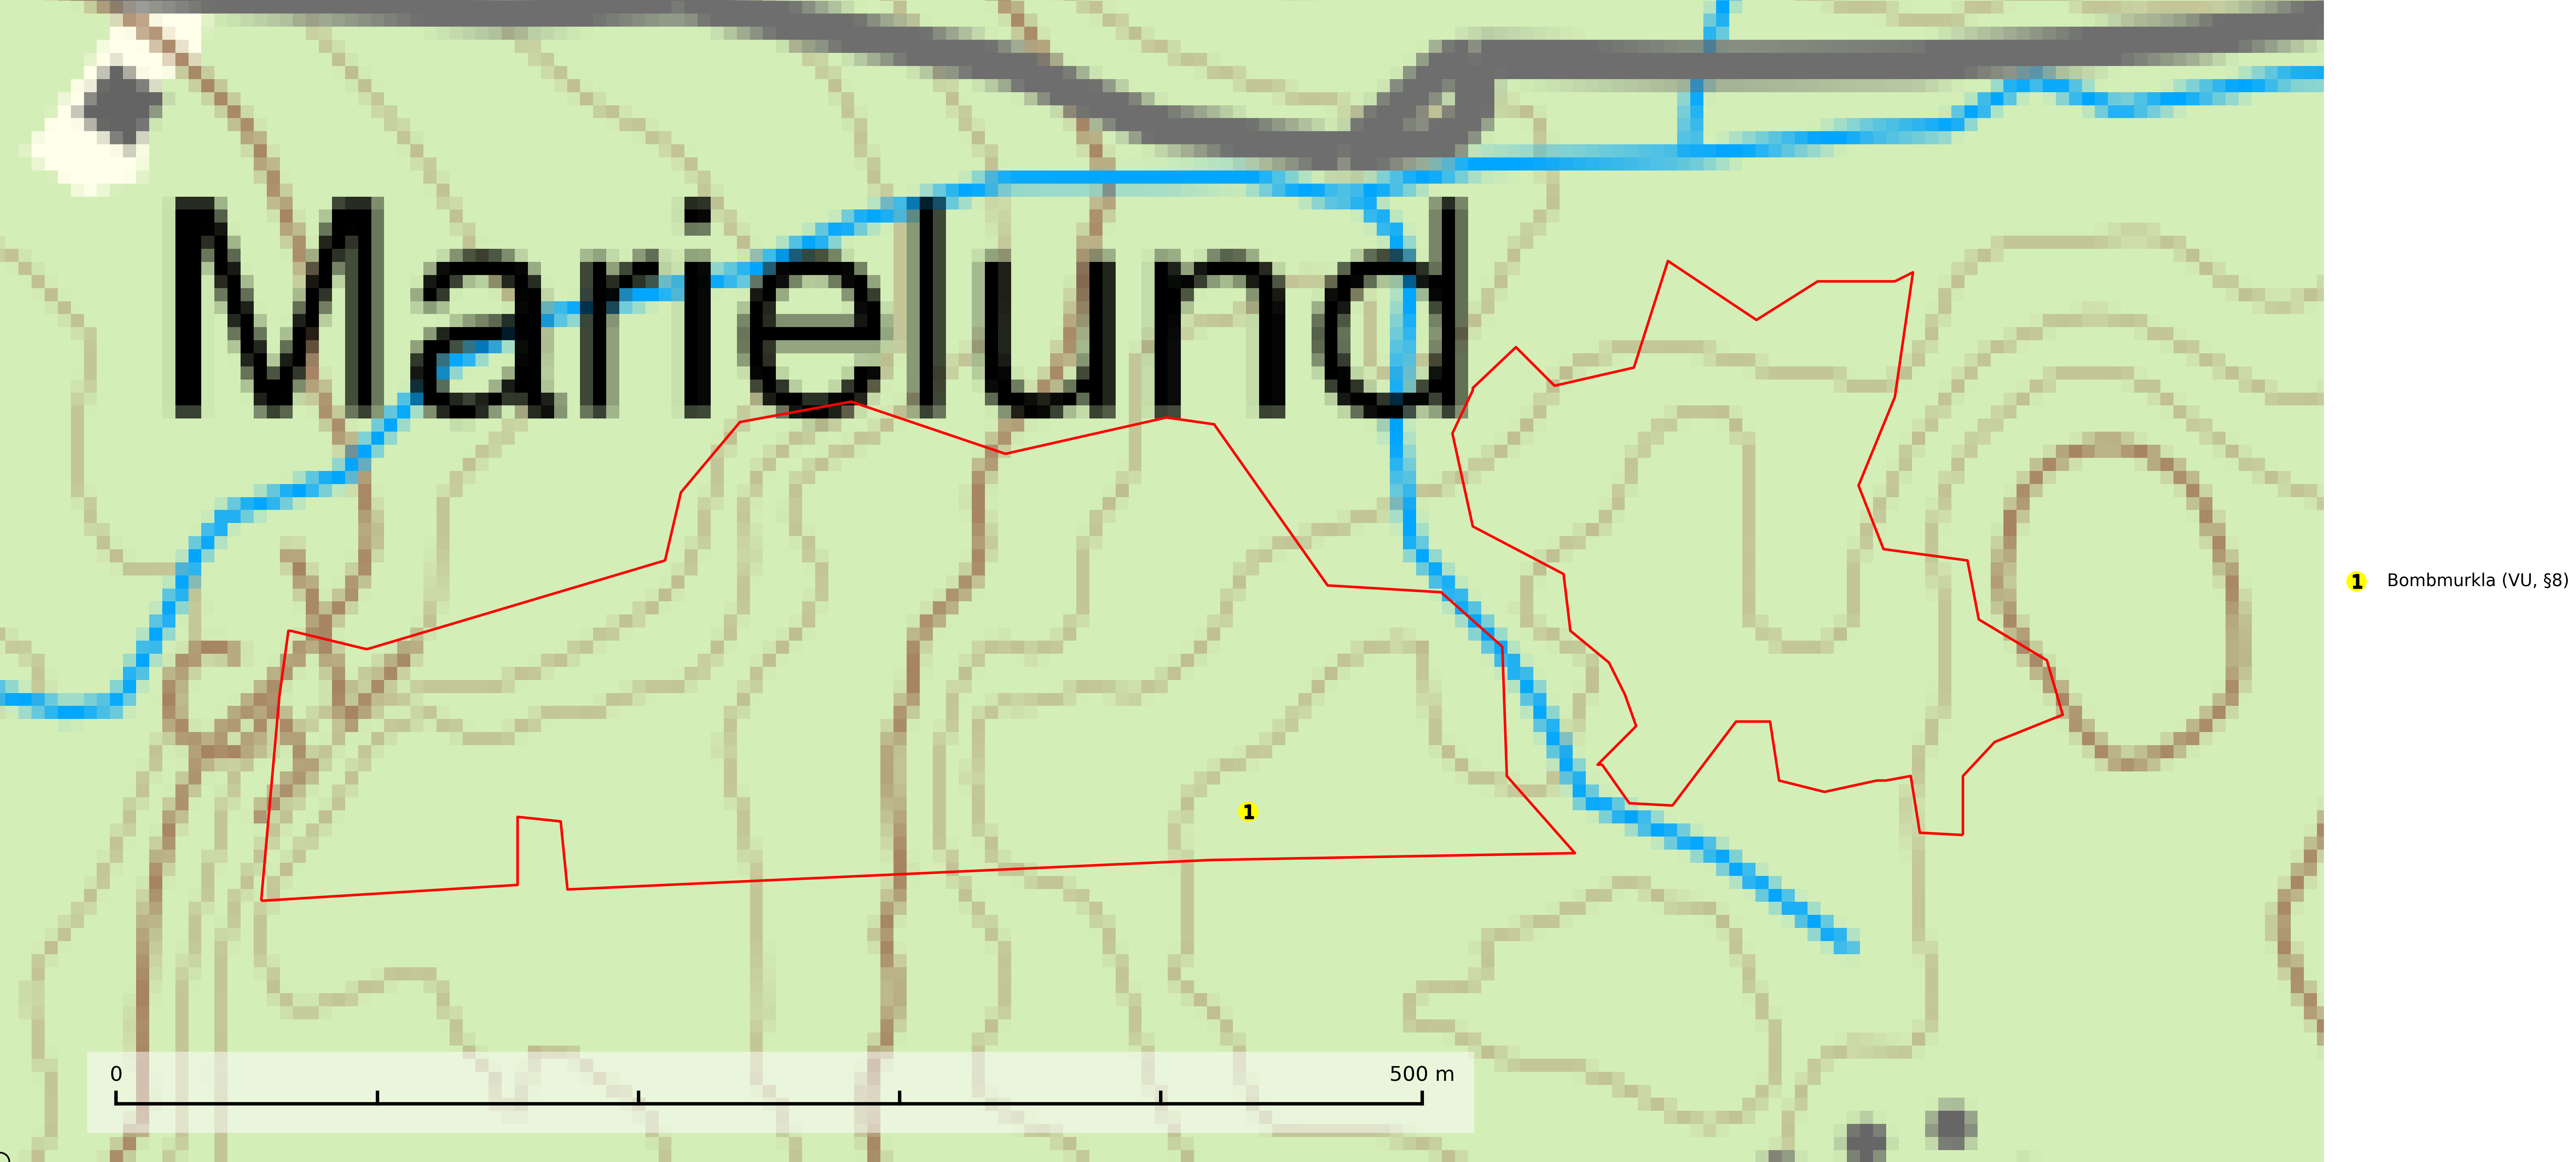 Marielund
1 Bombmurkla (VU, §8)
1
0 500 m